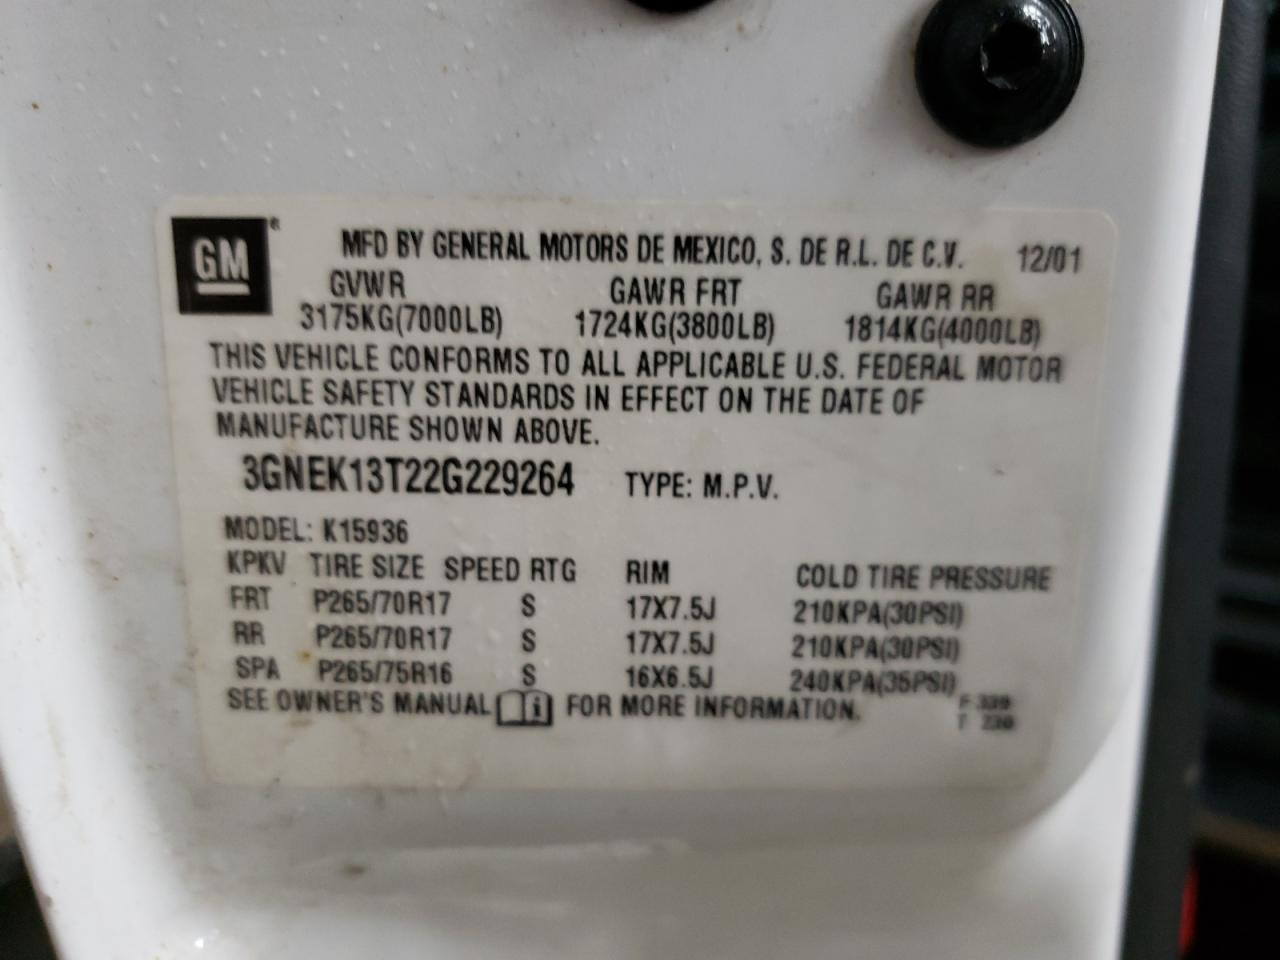 GM ®
MFD BY GENERAL MOTORS DE MEXICO, S. DE R.L. DE C.V. 12/01
GVWR GAWR FRT GAWR RR
3175KG(7000LB) 1724KG(3800LB) 1814KG(4000LB)
THIS VEHICLE CONFORMS TO ALL APPLICABLE U.S. FEDERAL MOTOR
VEHICLE SAFETY STANDARDS IN EFFECT ON THE DATE OF
MANUFACTURE SHOWN ABOVE.
3GNEK13T22G229264 TYPE: M.P.V.
MODEL: K15936
KPKV TIRE SIZE SPEED RTG RIM COLD TIRE PRESSURE
FRT P265/70R17 S 17X7.5J 210KPA(30PSI)
RR P265/70R17 S 17X7.5J 210KPA(30PSI)
SPA P265/75R16 S 16X6.5J 240KPA(35PSI)
SEE OWNER'S MANUAL i FOR MORE INFORMATION.